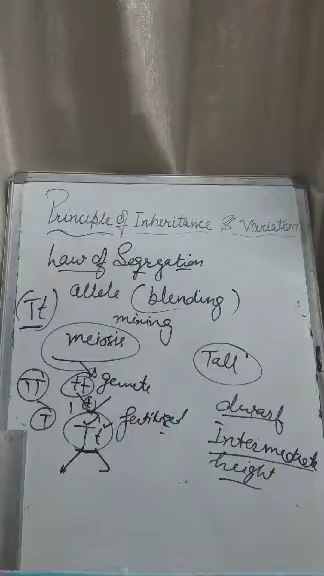 Principle of Inheritance & Variation
Law of Segregation
allele (blending)
(Tt)
mixing
meiosis
Tall
TT
tt gamete
T
t
Tt fertilized
dwarf
Intermediate
height